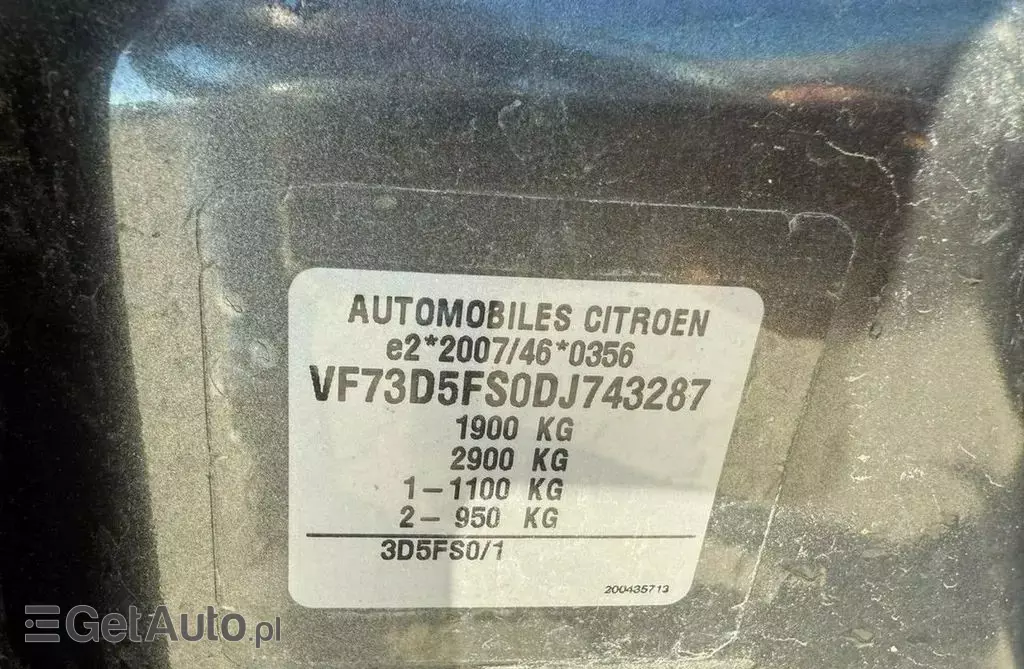 AUTOMOBILES CITROEN
e2*2007/46*0356
VF73D5FS0DJ743287
1900 KG
2900 KG
1-1100 KG
2- 950 KG
3D5FS0/1
200435713
GetAuto.pl